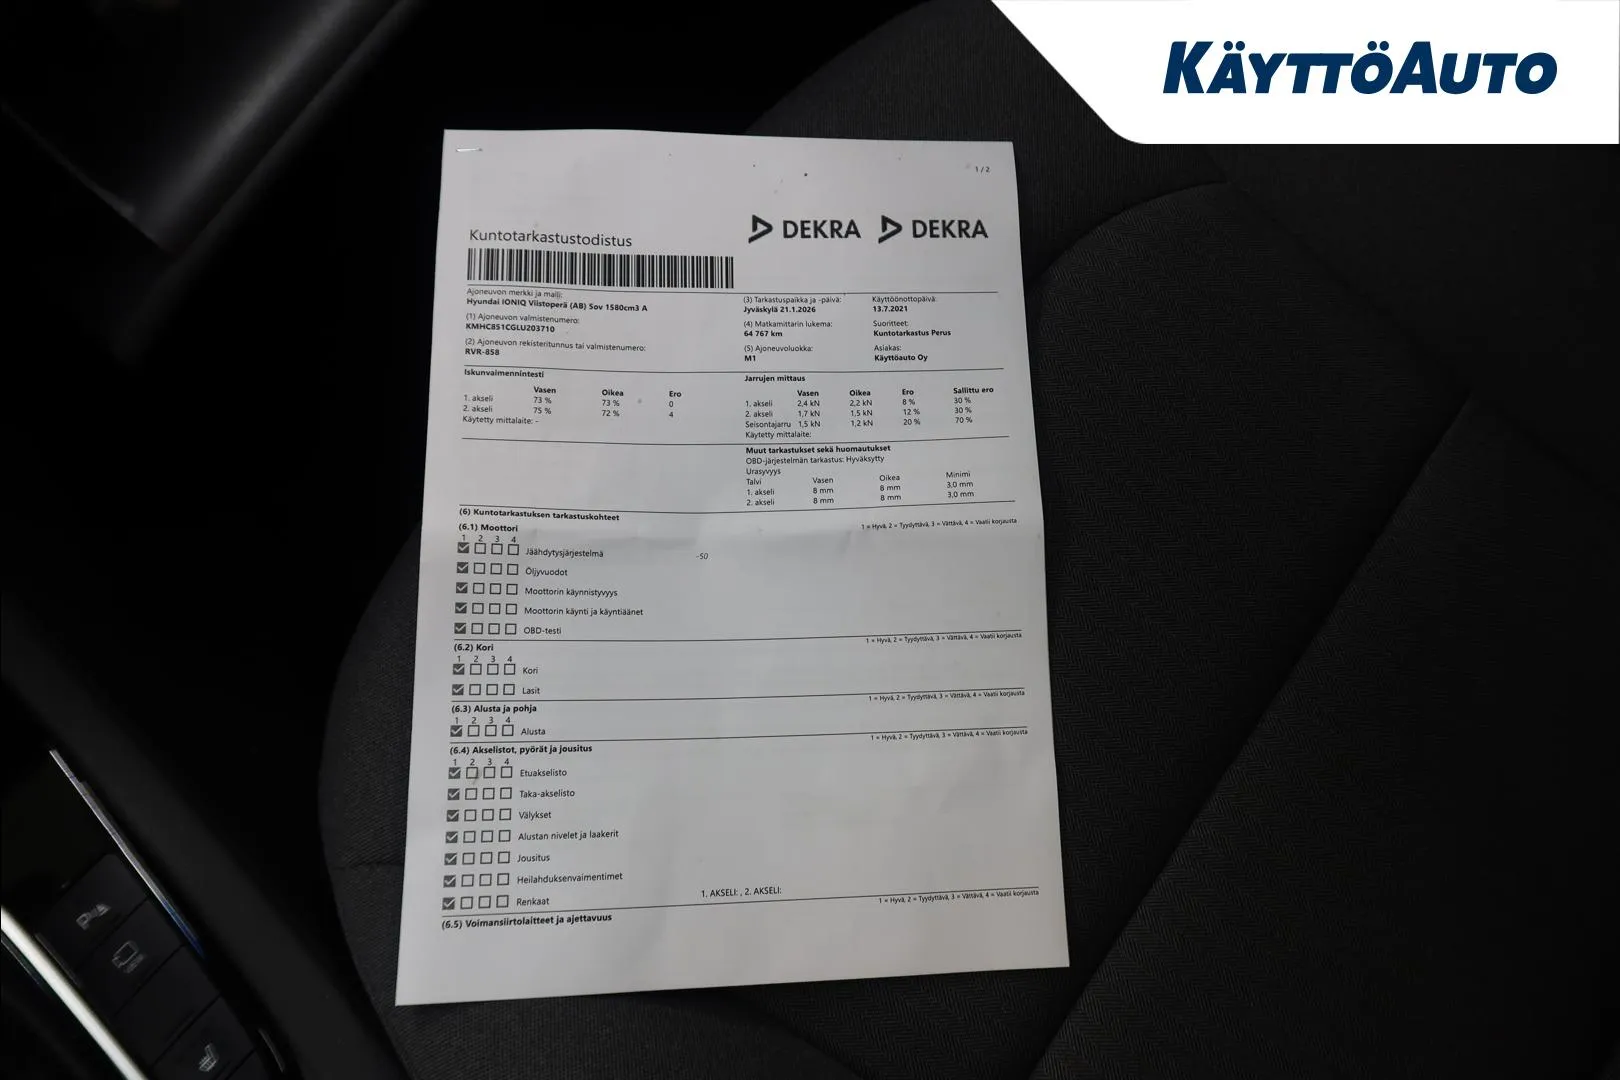 KÄYTTÖAUTO
1 / 2
DEKRA DEKRA
Kuntotarkastustodistus
Ajoneuvon merkki ja malli:
Hyundai IONIQ Viistoperä (AB) 5ov 1580cm3 A
(1) Ajoneuvon valmistenumero:
KMHC851CGLU203710
(2) Ajoneuvon rekisteritunnus tai valmistenumero:
RVR-858
(3) Tarkastuspaikka ja -päivä: Käyttöönottopäivä:
Jyväskylä 21.1.2026 13.7.2021
(4) Matkamittarin lukema: Suoritteet:
64 767 km Kuntotarkastus Perus
(5) Ajoneuvoluokka: Asiakas:
M1 Käyttöauto Oy
Iskunvaimennintesti
Vasen Oikea Ero
1. akseli 73 % 73 % 0
2. akseli 75 % 72 % 4
Käytetty mittalaite: -
Jarrujen mittaus
Vasen Oikea Ero Sallittu ero
1. akseli 2,4 kN 2,2 kN 8 % 30 %
2. akseli 1,7 kN 1,5 kN 12 % 30 %
Seisontajarru 1,5 kN 1,2 kN 20 % 70 %
Käytetty mittalaite:
Muut tarkastukset sekä huomautukset
OBD-järjestelmän tarkastus: Hyväksytty
Urasyvyys
Talvi Vasen Oikea Minimi
1. akseli 8 mm 8 mm 3,0 mm
2. akseli 8 mm 8 mm 3,0 mm
(6) Kuntotarkastuksen tarkastuskohteet
(6.1) Moottori 1 = Hyvä, 2 = Tyydyttävä, 3 = Vättävä, 4 = Vaatii korjausta
1 2 3 4
Jäähdytysjärjestelmä -50
Öljyvuodot
Moottorin käynnistyvyys
Moottorin käynti ja käyntiäänet
OBD-testi
(6.2) Kori 1 = Hyvä, 2 = Tyydyttävä, 3 = Vättävä, 4 = Vaatii korjausta
1 2 3 4
Kori
Lasit
(6.3) Alusta ja pohja 1 = Hyvä, 2 = Tyydyttävä, 3 = Vättävä, 4 = Vaatii korjausta
1 2 3 4
Alusta
(6.4) Akselistot, pyörät ja jousitus 1 = Hyvä, 2 = Tyydyttävä, 3 = Vättävä, 4 = Vaatii korjausta
1 2 3 4
Etuakselisto
Taka-akselisto
Välykset
Alustan nivelet ja laakerit
Jousitus
Heilahduksenvaimentimet 1. AKSELI: , 2. AKSELI:
Renkaat
(6.5) Voimansiirtolaitteet ja ajettavuus 1 = Hyvä, 2 = Tyydyttävä, 3 = Vättävä, 4 = Vaatii korjausta